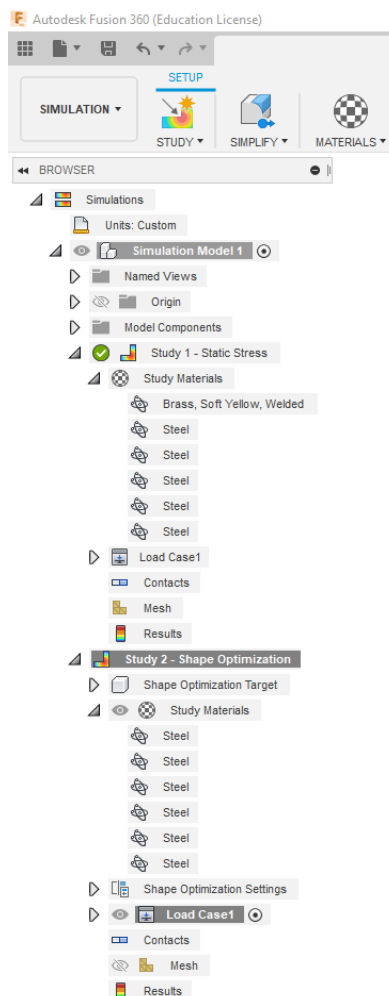 Autodesk Fusion 360 (Education License)
SETUP
SIMULATION
STUDY
SIMPLIFY
MATERIALS
BROWSER
Simulations
Units: Custom
Simulation Model 1
Named Views
Origin
Model Components
Study 1 - Static Stress
Study Materials
Brass, Soft Yellow, Welded
Steel
Steel
Steel
Steel
Steel
Load Case1
Contacts
Mesh
Results
Study 2 - Shape Optimization
Shape Optimization Target
Study Materials
Steel
Steel
Steel
Steel
Steel
Steel
Shape Optimization Settings
Load Case1
Contacts
Mesh
Results